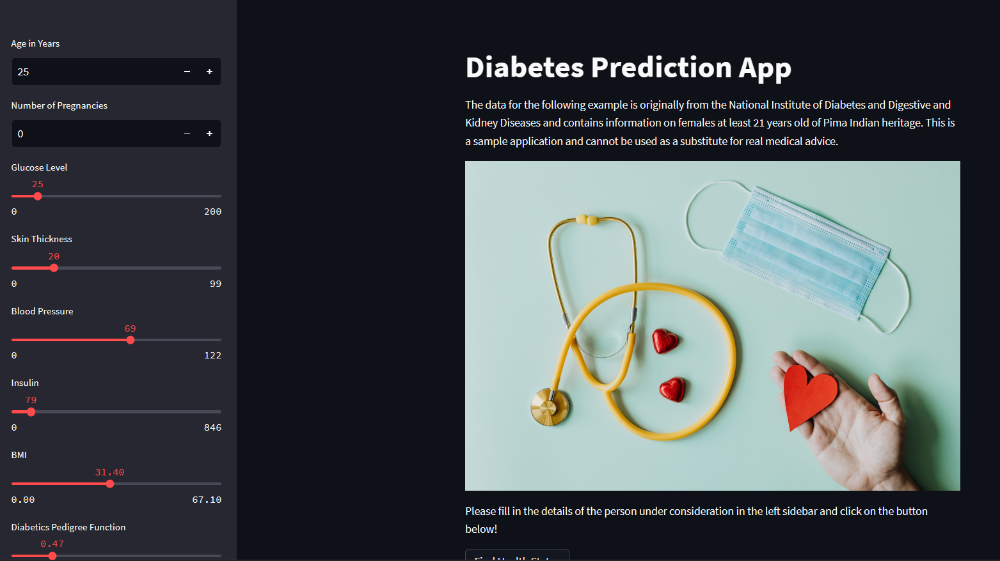 Age in Years
25
Number of Pregnancies
0
Glucose Level
25
0 200
Skin Thickness
20
0 99
Blood Pressure
69
0 122
Insulin
79
0 846
BMI
31.40
0.00 67.10
Diabetics Pedigree Function
0.47
Diabetes Prediction App
The data for the following example is originally from the National Institute of Diabetes and Digestive and
Kidney Diseases and contains information on females at least 21 years old of Pima Indian heritage. This is
a sample application and cannot be used as a substitute for real medical advice.
Please fill in the details of the person under consideration in the left sidebar and click on the button
below!